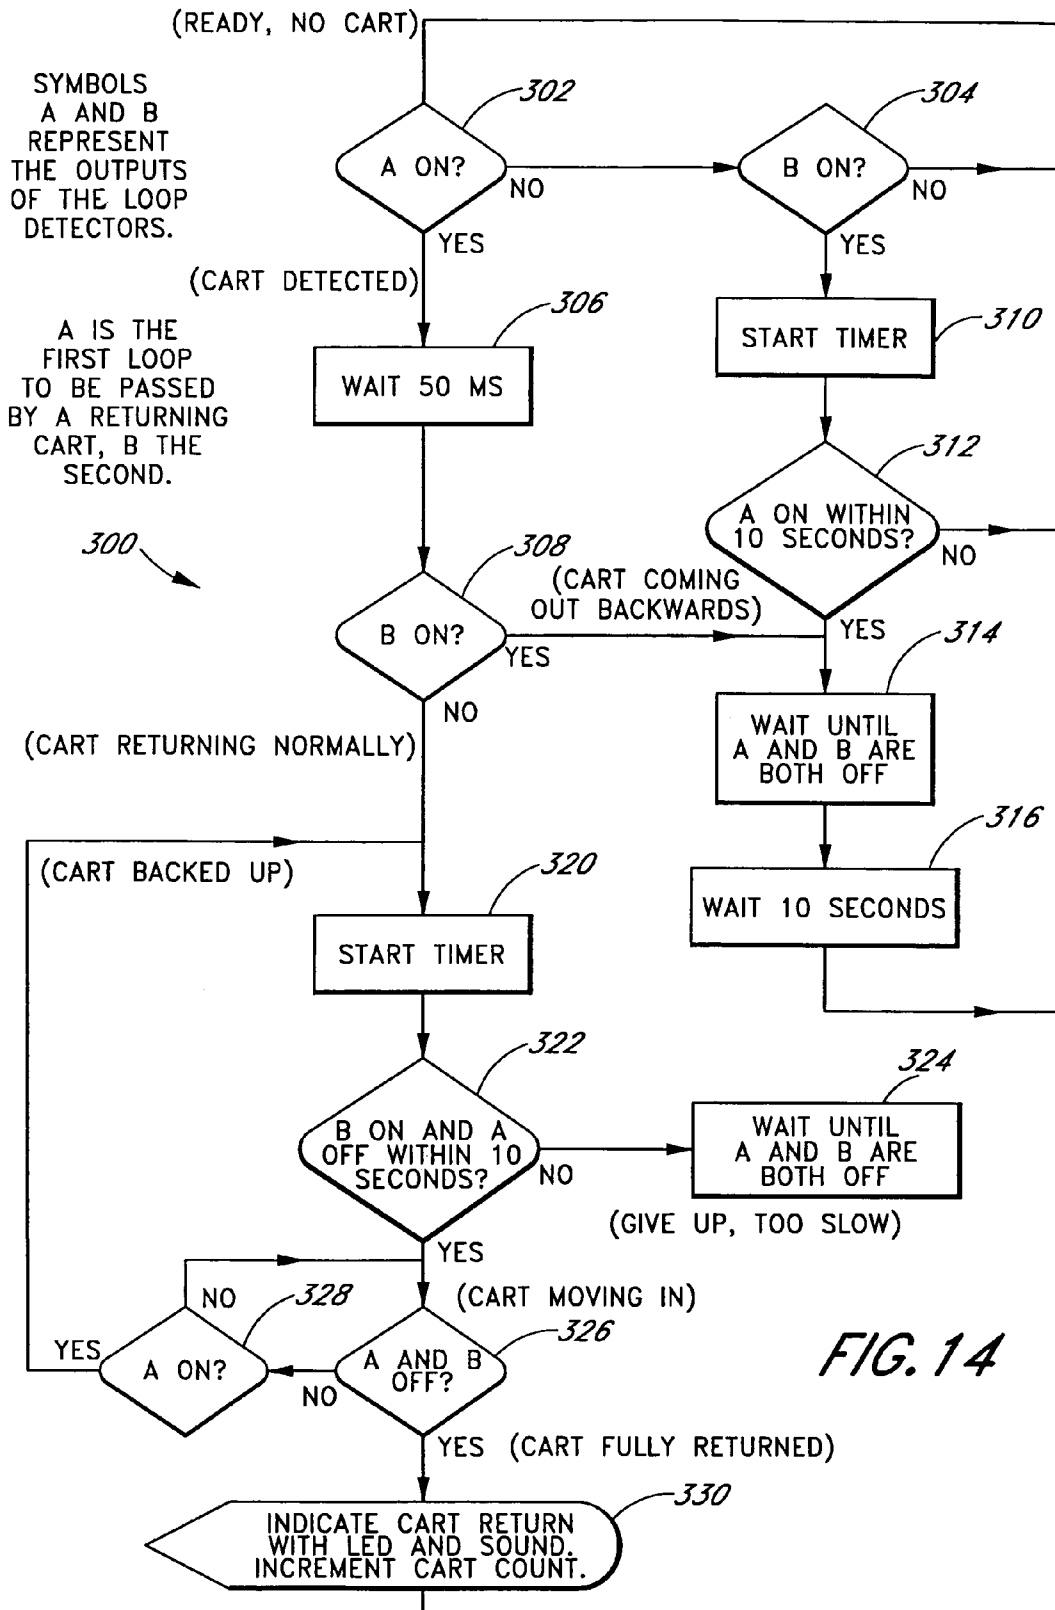 (READY, NO CART)
SYMBOLS
A AND B
REPRESENT
THE OUTPUTS
OF THE LOOP
DETECTORS.
302
A ON?
NO
YES
304
B ON?
NO
YES
(CART DETECTED)
306
WAIT 50 MS
310
START TIMER
A IS THE
FIRST LOOP
TO BE PASSED
BY A RETURNING
CART, B THE
SECOND.
312
A ON WITHIN
10 SECONDS?
NO
YES
300
308
B ON?
YES
NO
(CART COMING
OUT BACKWARDS)
314
WAIT UNTIL
A AND B ARE
BOTH OFF
(CART RETURNING NORMALLY)
316
WAIT 10 SECONDS
(CART BACKED UP)
320
START TIMER
322
B ON AND A
OFF WITHIN 10
SECONDS?
NO
YES
324
WAIT UNTIL
A AND B ARE
BOTH OFF
(GIVE UP, TOO SLOW)
(CART MOVING IN)
326
A AND B
OFF?
NO
YES
328
A ON?
NO
YES
(CART FULLY RETURNED)
FIG. 14
330
INDICATE CART RETURN
WITH LED AND SOUND.
INCREMENT CART COUNT.